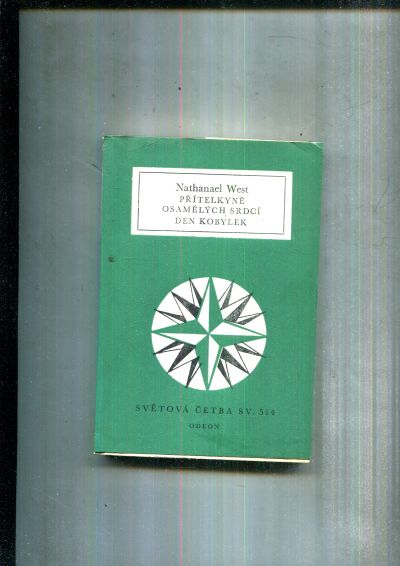 Nathanael West
PŘÍTELKYNĚ
OSAMĚLÝCH SRDCÍ
DEN KOBYLEK
SVĚTOVÁ ČETBA SV. 514
ODEON